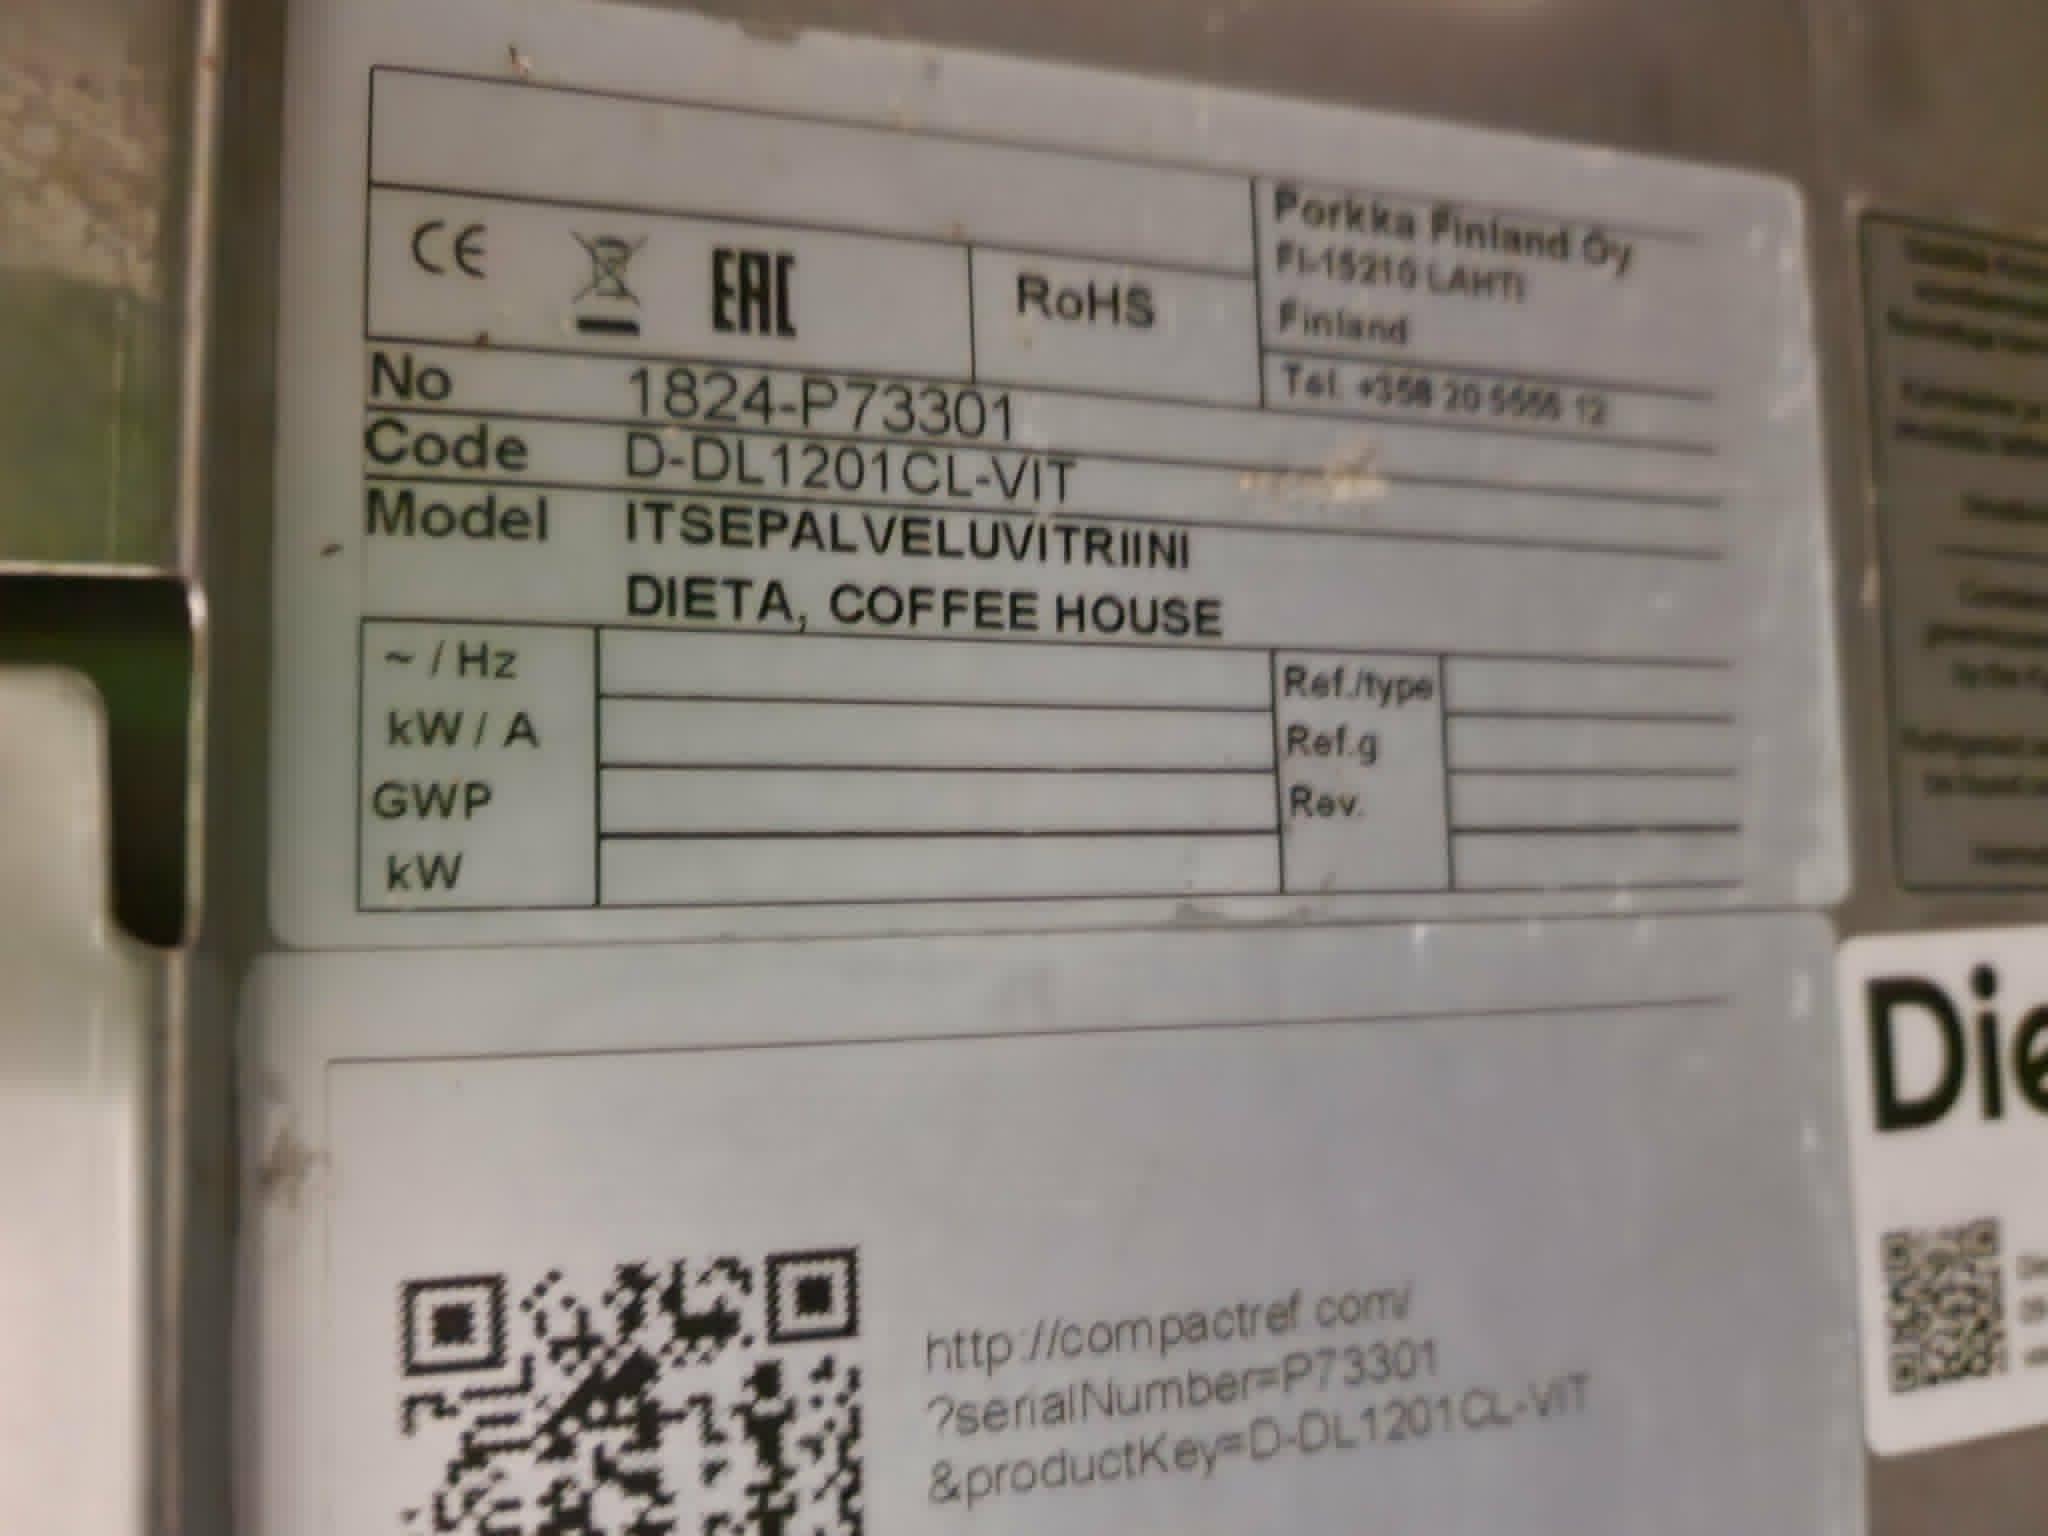 CE EAC RoHS
Porkka Finland Oy
FI-15210 LAHTI
Finland
Tel. +358 20 5555 12
No 1824-P73301
Code D-DL1201CL-VIT
Model ITSEPALVELUVITRIINI
DIETA, COFFEE HOUSE
~ / Hz
kW / A
GWP
kW
Ref./type
Ref.g
Rev.
http://compactref.com/
?serialNumber=P73301
&productKey=D-DL1201CL-VIT